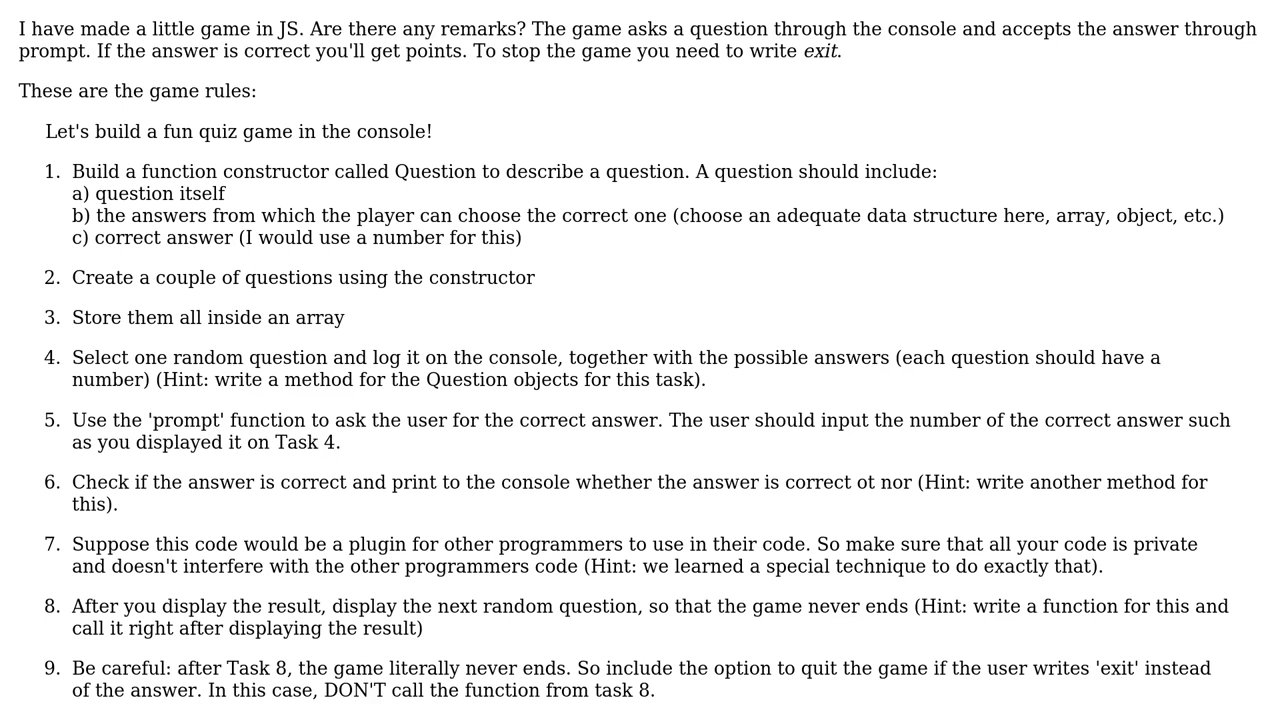 I have made a little game in JS. Are there any remarks? The game asks a question through the console and accepts the answer through
prompt. If the answer is correct you'll get points. To stop the game you need to write exit.
These are the game rules:
Let's build a fun quiz game in the console!
1. Build a function constructor called Question to describe a question. A question should include:
a) question itself
b) the answers from which the player can choose the correct one (choose an adequate data structure here, array, object, etc.)
c) correct answer (I would use a number for this)
2. Create a couple of questions using the constructor
3. Store them all inside an array
4. Select one random question and log it on the console, together with the possible answers (each question should have a
number) (Hint: write a method for the Question objects for this task).
5. Use the 'prompt' function to ask the user for the correct answer. The user should input the number of the correct answer such
as you displayed it on Task 4.
6. Check if the answer is correct and print to the console whether the answer is correct ot nor (Hint: write another method for
this).
7. Suppose this code would be a plugin for other programmers to use in their code. So make sure that all your code is private
and doesn't interfere with the other programmers code (Hint: we learned a special technique to do exactly that).
8. After you display the result, display the next random question, so that the game never ends (Hint: write a function for this and
call it right after displaying the result)
9. Be careful: after Task 8, the game literally never ends. So include the option to quit the game if the user writes 'exit' instead
of the answer. In this case, DON'T call the function from task 8.